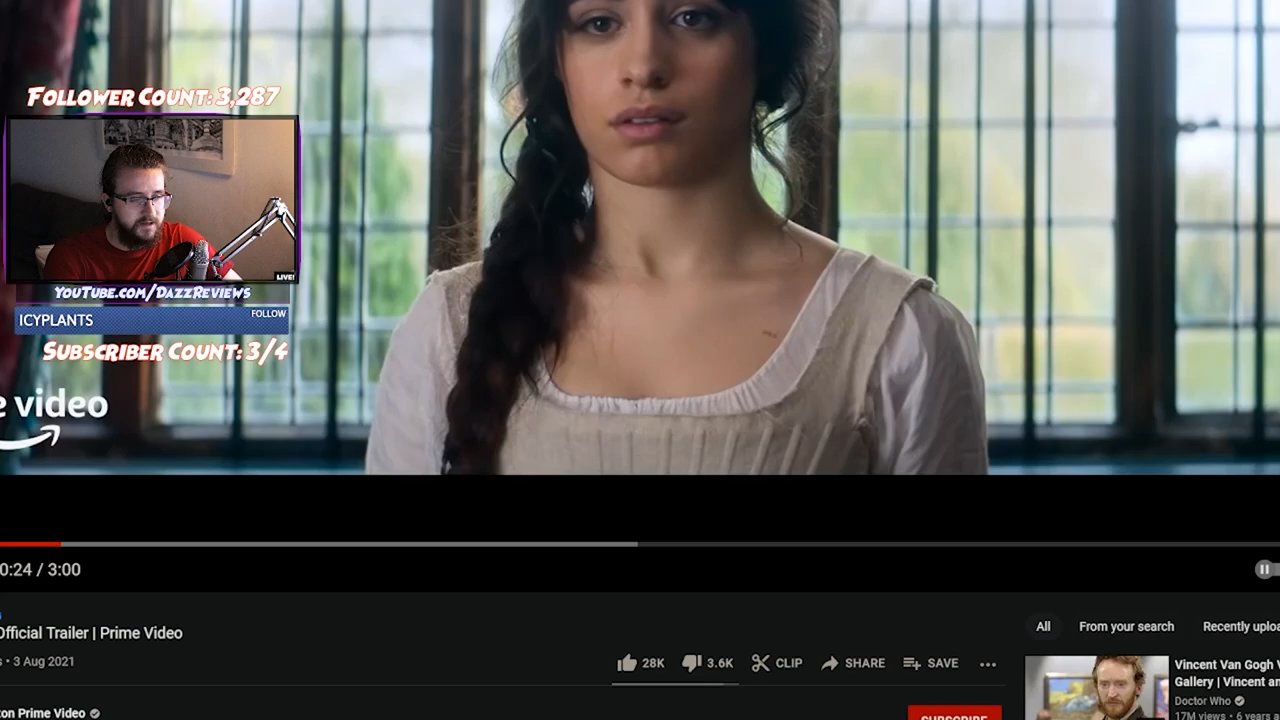 FOLLOWER COUNT: 3,287
LIVE!
YOUTUBE.COM/DAZZREVIEWS
ICYPLANTS
FOLLOW
SUBSCRIBER COUNT: 3/4
e video
0:24 / 3:00
Official Trailer | Prime Video
s • 3 Aug 2021
28K
3.6K
CLIP
SHARE
SAVE
All
From your search
Recently uploa
Vincent Van Gogh V
Gallery | Vincent an
Doctor Who
17M views • 6 years a
on Prime Video
SUBSCRIBE